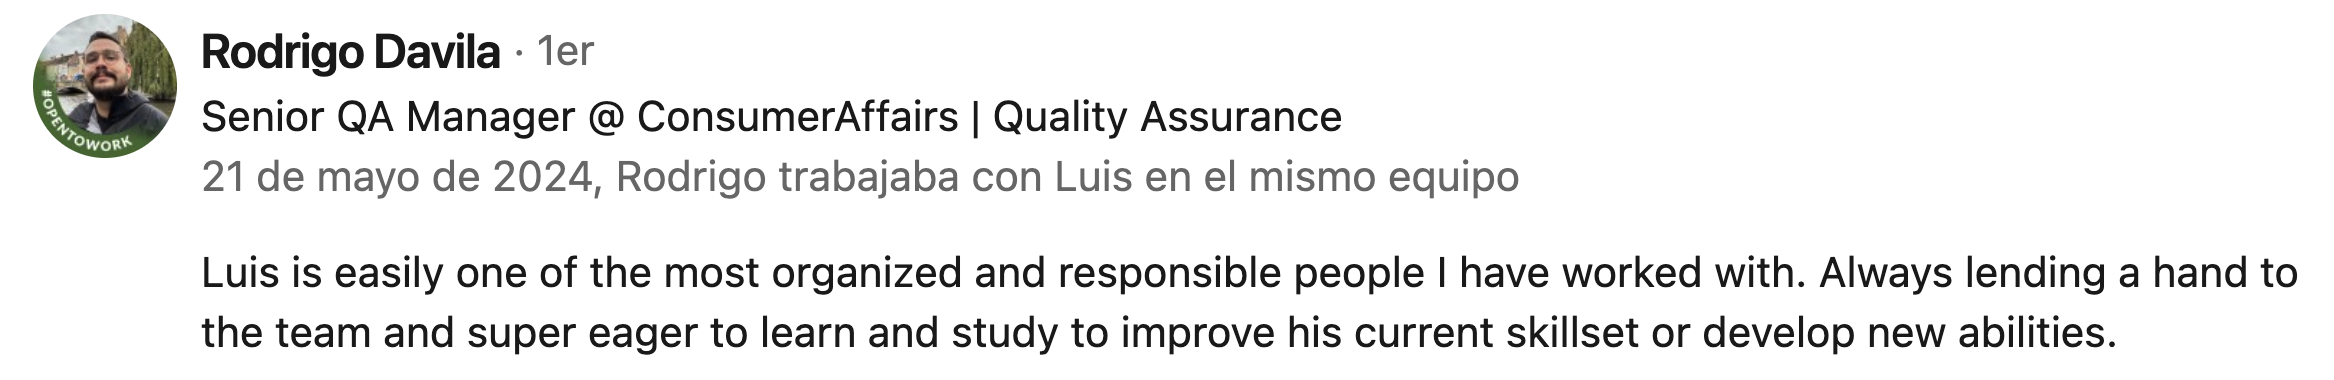 Rodrigo Davila · 1er
#OPENTOWORK
Senior QA Manager @ ConsumerAffairs | Quality Assurance
21 de mayo de 2024, Rodrigo trabajaba con Luis en el mismo equipo
Luis is easily one of the most organized and responsible people I have worked with. Always lending a hand to
the team and super eager to learn and study to improve his current skillset or develop new abilities.